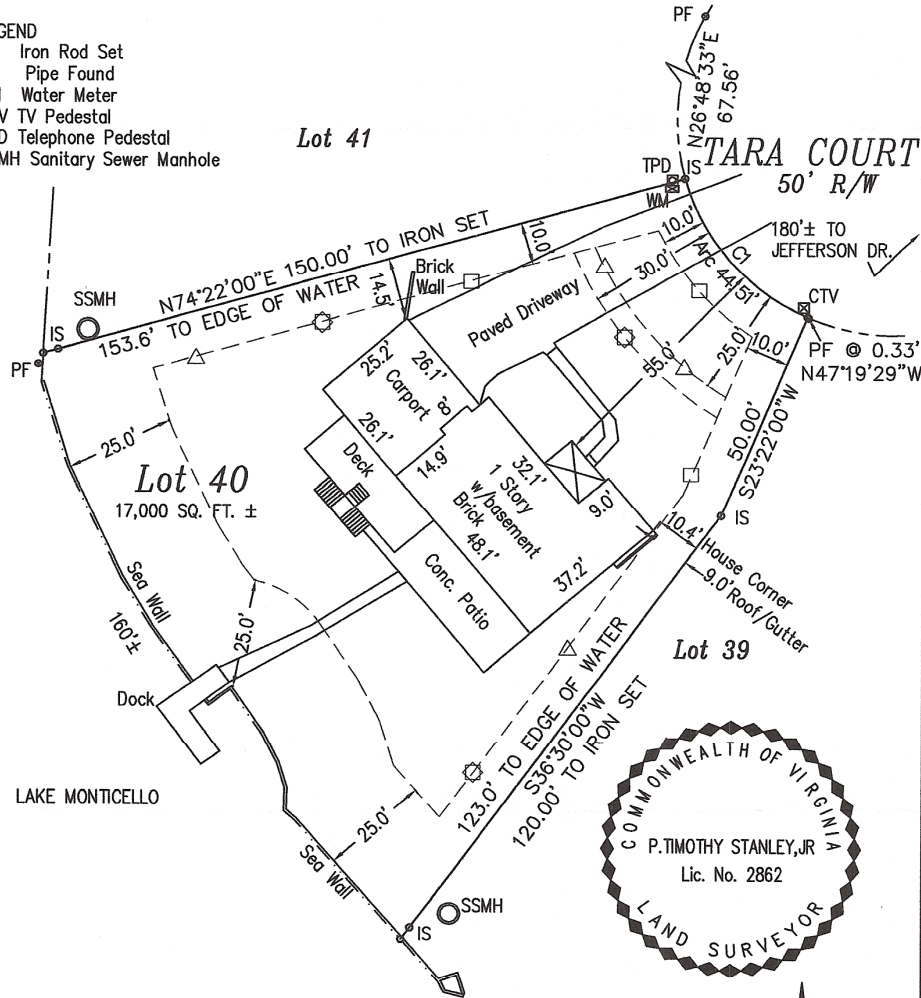 GEND
Iron Rod Set
Pipe Found
Water Meter
V TV Pedestal
D Telephone Pedestal
MH Sanitary Sewer Manhole
PF
N26°48'33"E
67.56'
Lot 41
TARA COURT
50' R/W
TPD
IS
WM
180'± TO
JEFFERSON DR.
10.0'
30.0'
Arc 44.51'
C1
N74°22'00"E 150.00' TO IRON SET
153.6' TO EDGE OF WATER
10.0'
14.5'
Brick
Wall
Paved Driveway
SSMH
IS
PF
CTV
PF @ 0.33'
N47°19'29"W
10.0'
25.0'
55.0'
50.00'
S23°22'00"W
IS
25.2'
26.1'
Carport
8'
26.1'
14.9'
Deck
32.1'
1 Story
w/basement
Brick
48.1'
9.0'
37.2'
Conc. Patio
25.0'
Lot 40
17,000 SQ. FT. ±
10.4'
House Corner
9.0' Roof/Gutter
Lot 39
Sea Wall
160'±
25.0'
Dock
LAKE MONTICELLO
25.0'
Sea Wall
123.0' TO EDGE OF WATER
S36°30'00"W
120.00' TO IRON SET
SSMH
IS
COMMONWEALTH OF VIRGINIA
P.TIMOTHY STANLEY,JR
Lic. No. 2862
LAND SURVEYOR